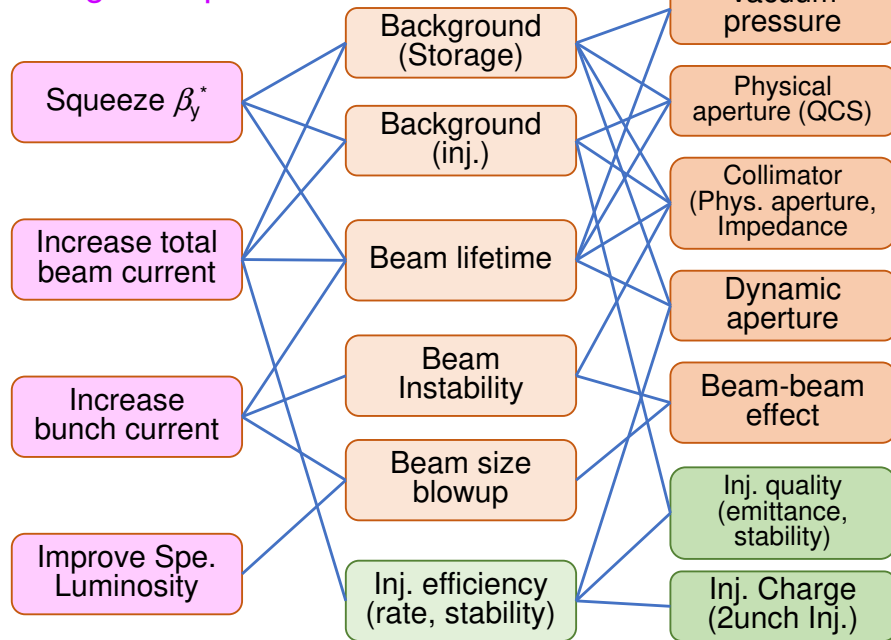 Background
(Storage)
pressure
Squeeze β*y
Physical
aperture (QCS)
Background
(inj.)
Collimator
(Phys. aperture,
Impedance
Increase total
beam current
Beam lifetime
Dynamic
aperture
Beam
Instability
Increase
bunch current
Beam-beam
effect
Beam size
blowup
Inj. quality
(emittance,
stability)
Improve Spe.
Luminosity
Inj. efficiency
(rate, stability)
Inj. Charge
(2unch Inj.)